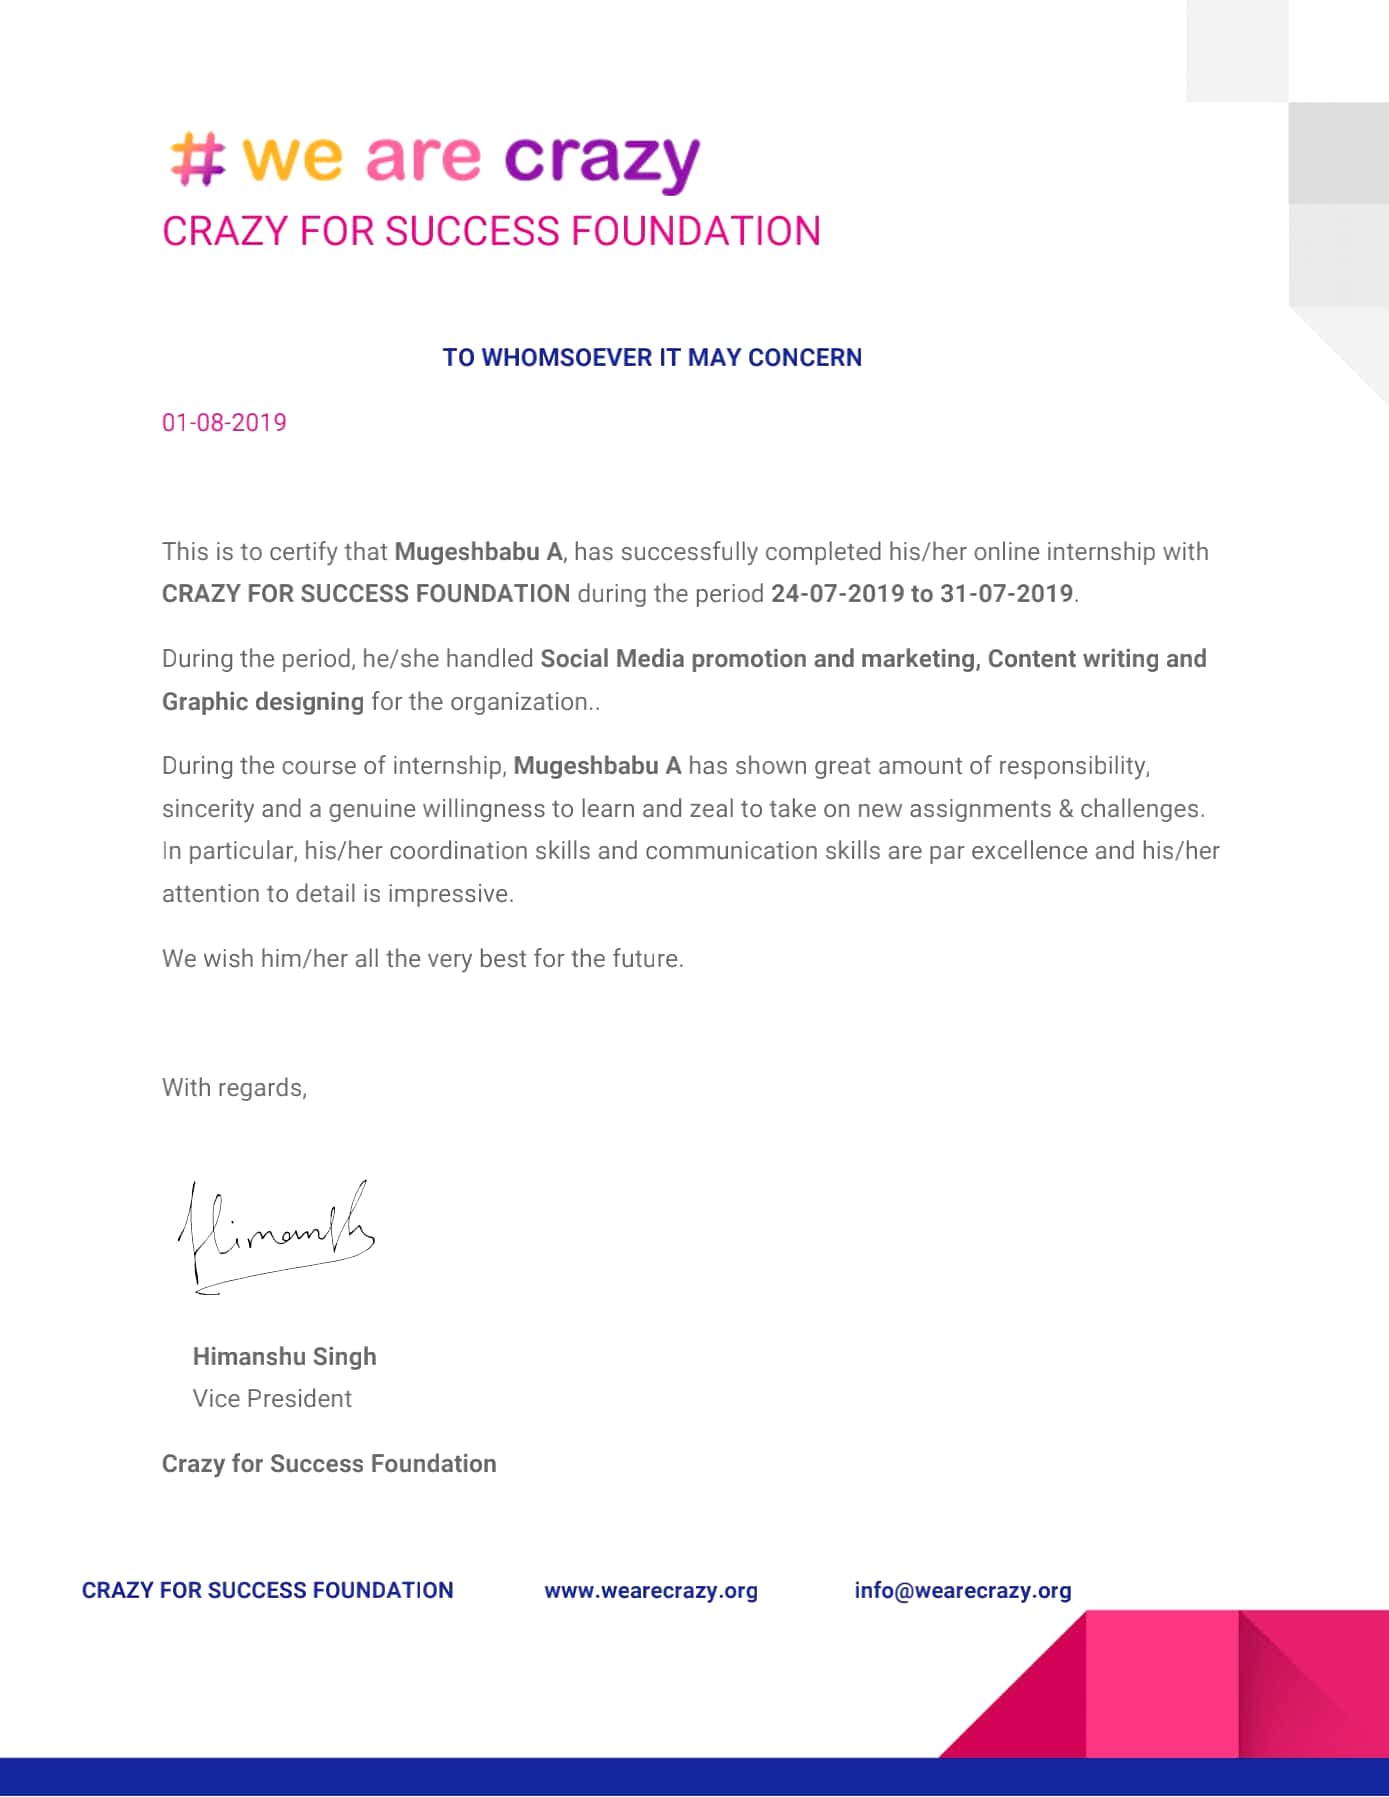 # we are crazy
CRAZY FOR SUCCESS FOUNDATION
TO WHOMSOEVER IT MAY CONCERN
01-08-2019
This is to certify that Mugeshbabu A, has successfully completed his/her online internship with
CRAZY FOR SUCCESS FOUNDATION during the period 24-07-2019 to 31-07-2019.
During the period, he/she handled Social Media promotion and marketing, Content writing and
Graphic designing for the organization..
During the course of internship, Mugeshbabu A has shown great amount of responsibility,
sincerity and a genuine willingness to learn and zeal to take on new assignments & challenges.
In particular, his/her coordination skills and communication skills are par excellence and his/her
attention to detail is impressive.
We wish him/her all the very best for the future.
With regards,
Himanshu Singh
Vice President
Crazy for Success Foundation
CRAZY FOR SUCCESS FOUNDATION www.wearecrazy.org info@wearecrazy.org